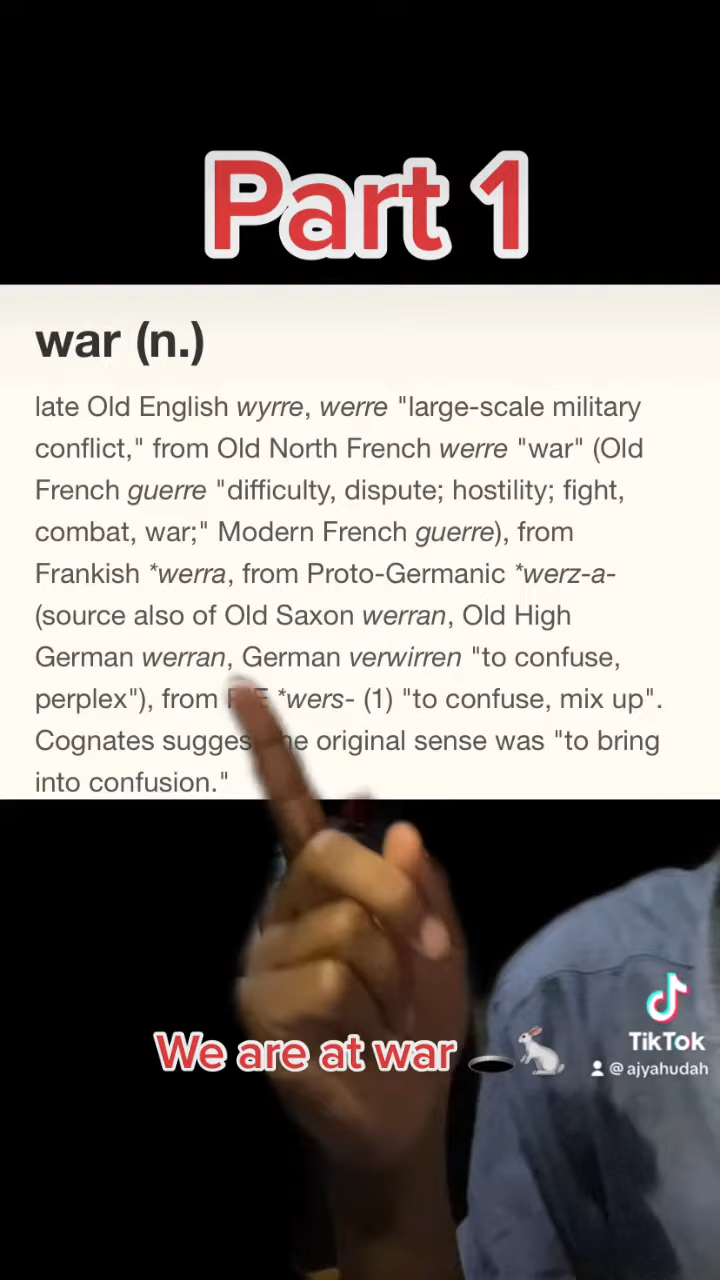 Part 1
war (n.)
late Old English wyrre, werre "large-scale military
conflict," from Old North French werre "war" (Old
French guerre "difficulty, dispute; hostility; fight,
combat, war;" Modern French guerre), from
Frankish *werra, from Proto-Germanic *werz-a-
(source also of Old Saxon werran, Old High
German werran, German verwirren "to confuse,
perplex"), from *wers- (1) "to confuse, mix up".
Cognates original sense was "to bring
into confusion."
We are at war
TikTok
@ajyahudah